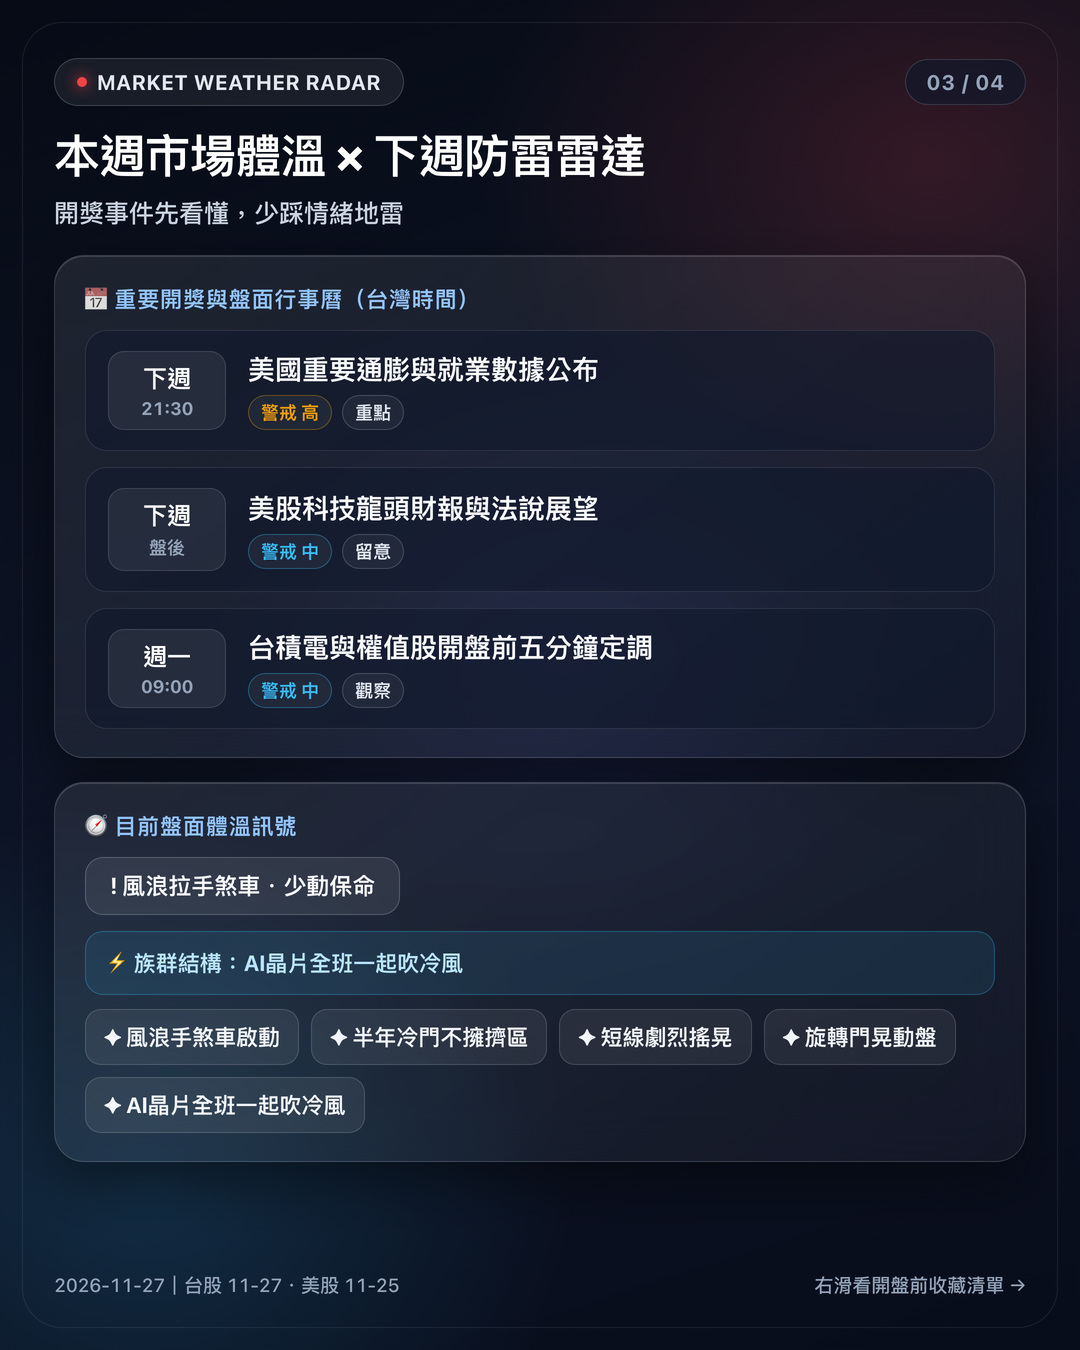 MARKET WEATHER RADAR
03 / 04
本週市場體溫 × 下週防雷雷達
開獎事件先看懂，少踩情緒地雷
📅 重要開獎與盤面行事曆（台灣時間）
下週
21:30
美國重要通膨與就業數據公布
警戒 高
重點
下週
盤後
美股科技龍頭財報與法說展望
警戒 中
留意
週一
09:00
台積電與權值股開盤前五分鐘定調
警戒 中
觀察
🧭 目前盤面體溫訊號
! 風浪拉手煞車 · 少動保命
⚡ 族群結構：AI晶片全班一起吹冷風
✦ 風浪手煞車啟動
✦ 半年冷門不擁擠區
✦ 短線劇烈搖晃
✦ 旋轉門晃動盤
✦ AI晶片全班一起吹冷風
2026-11-27 | 台股 11-27 · 美股 11-25
右滑看開盤前收藏清單 →